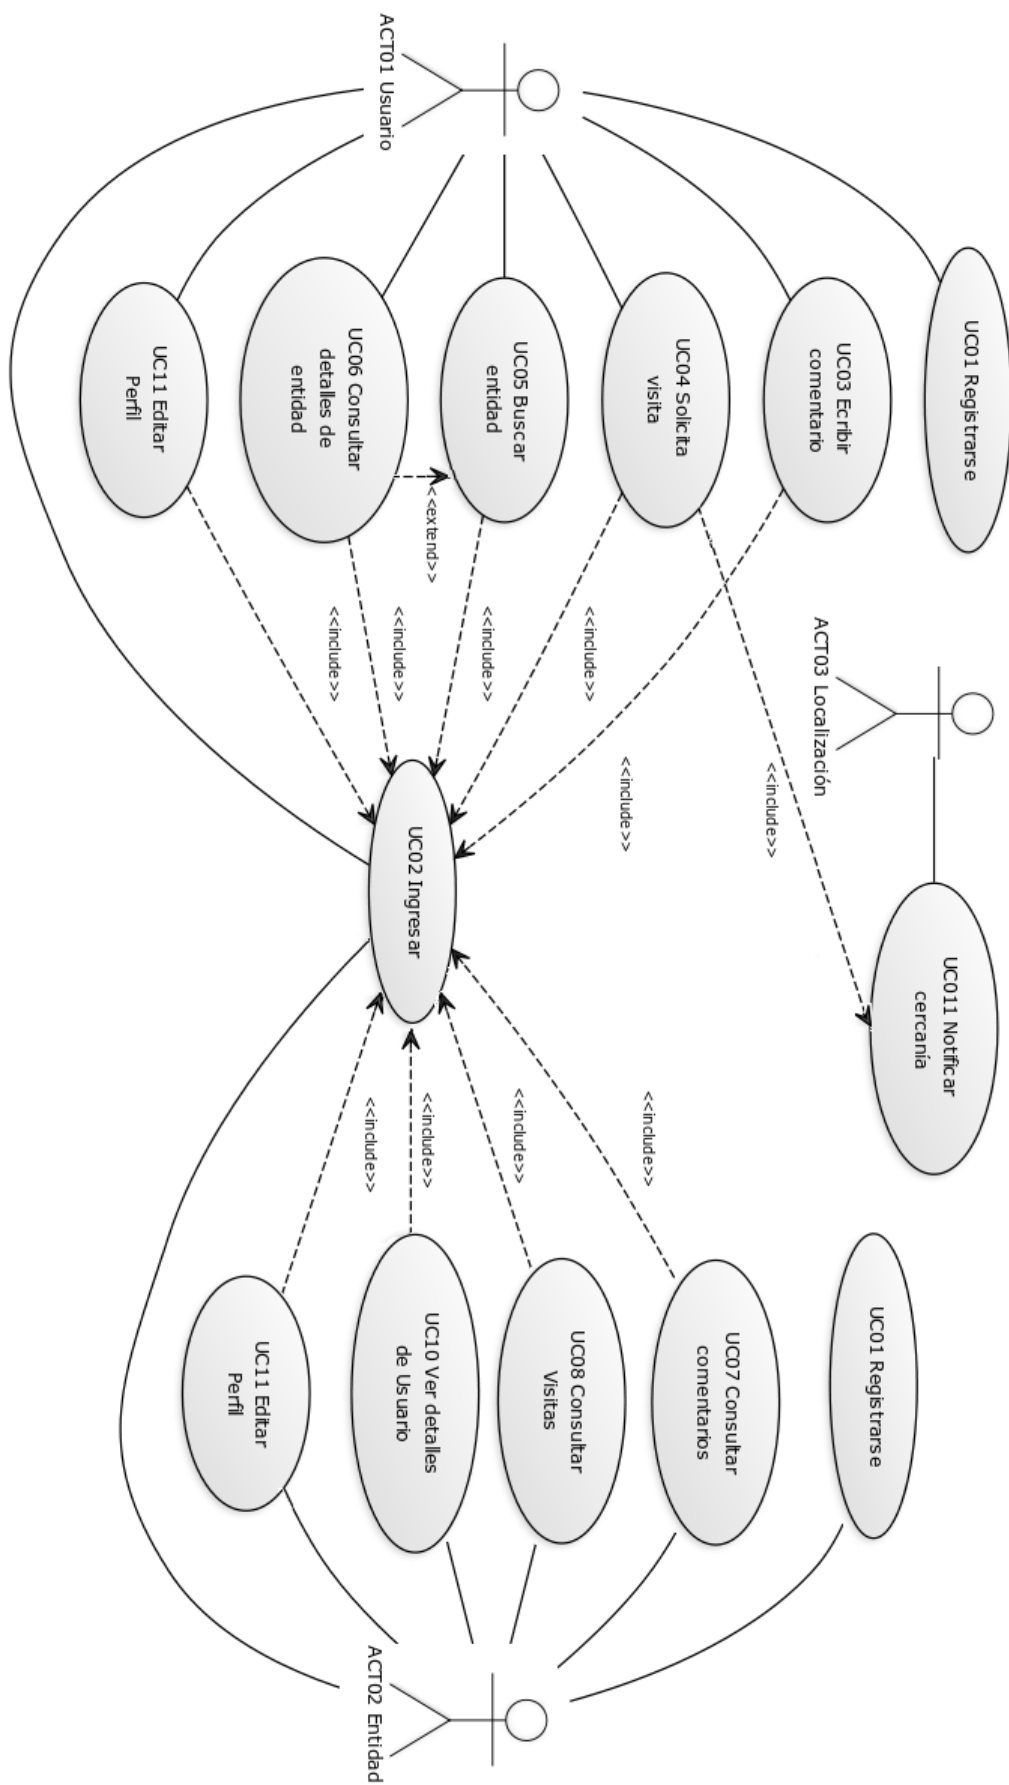 UC01 Registrarse
UC03 Ecribir
comentario
UC04 Solicita
visita
UC05 Buscar
entidad
UC06 Consultar
detalles de
entidad
UC11 Editar
Perfil
ACT01 Usuario
<<extend>>
<<include>>
<<include>>
<<include>>
<<include>>
<<include>>
<<include>>
ACT03 Localización
UC011 Notificar
cercanía
UC02 Ingresar
<<include>>
<<include>>
<<include>>
<<include>>
UC01 Registrarse
UC07 Consultar
comentarios
UC08 Consultar
Visitas
UC10 Ver detalles
de Usuario
UC11 Editar
Perfil
ACT02 Entidad